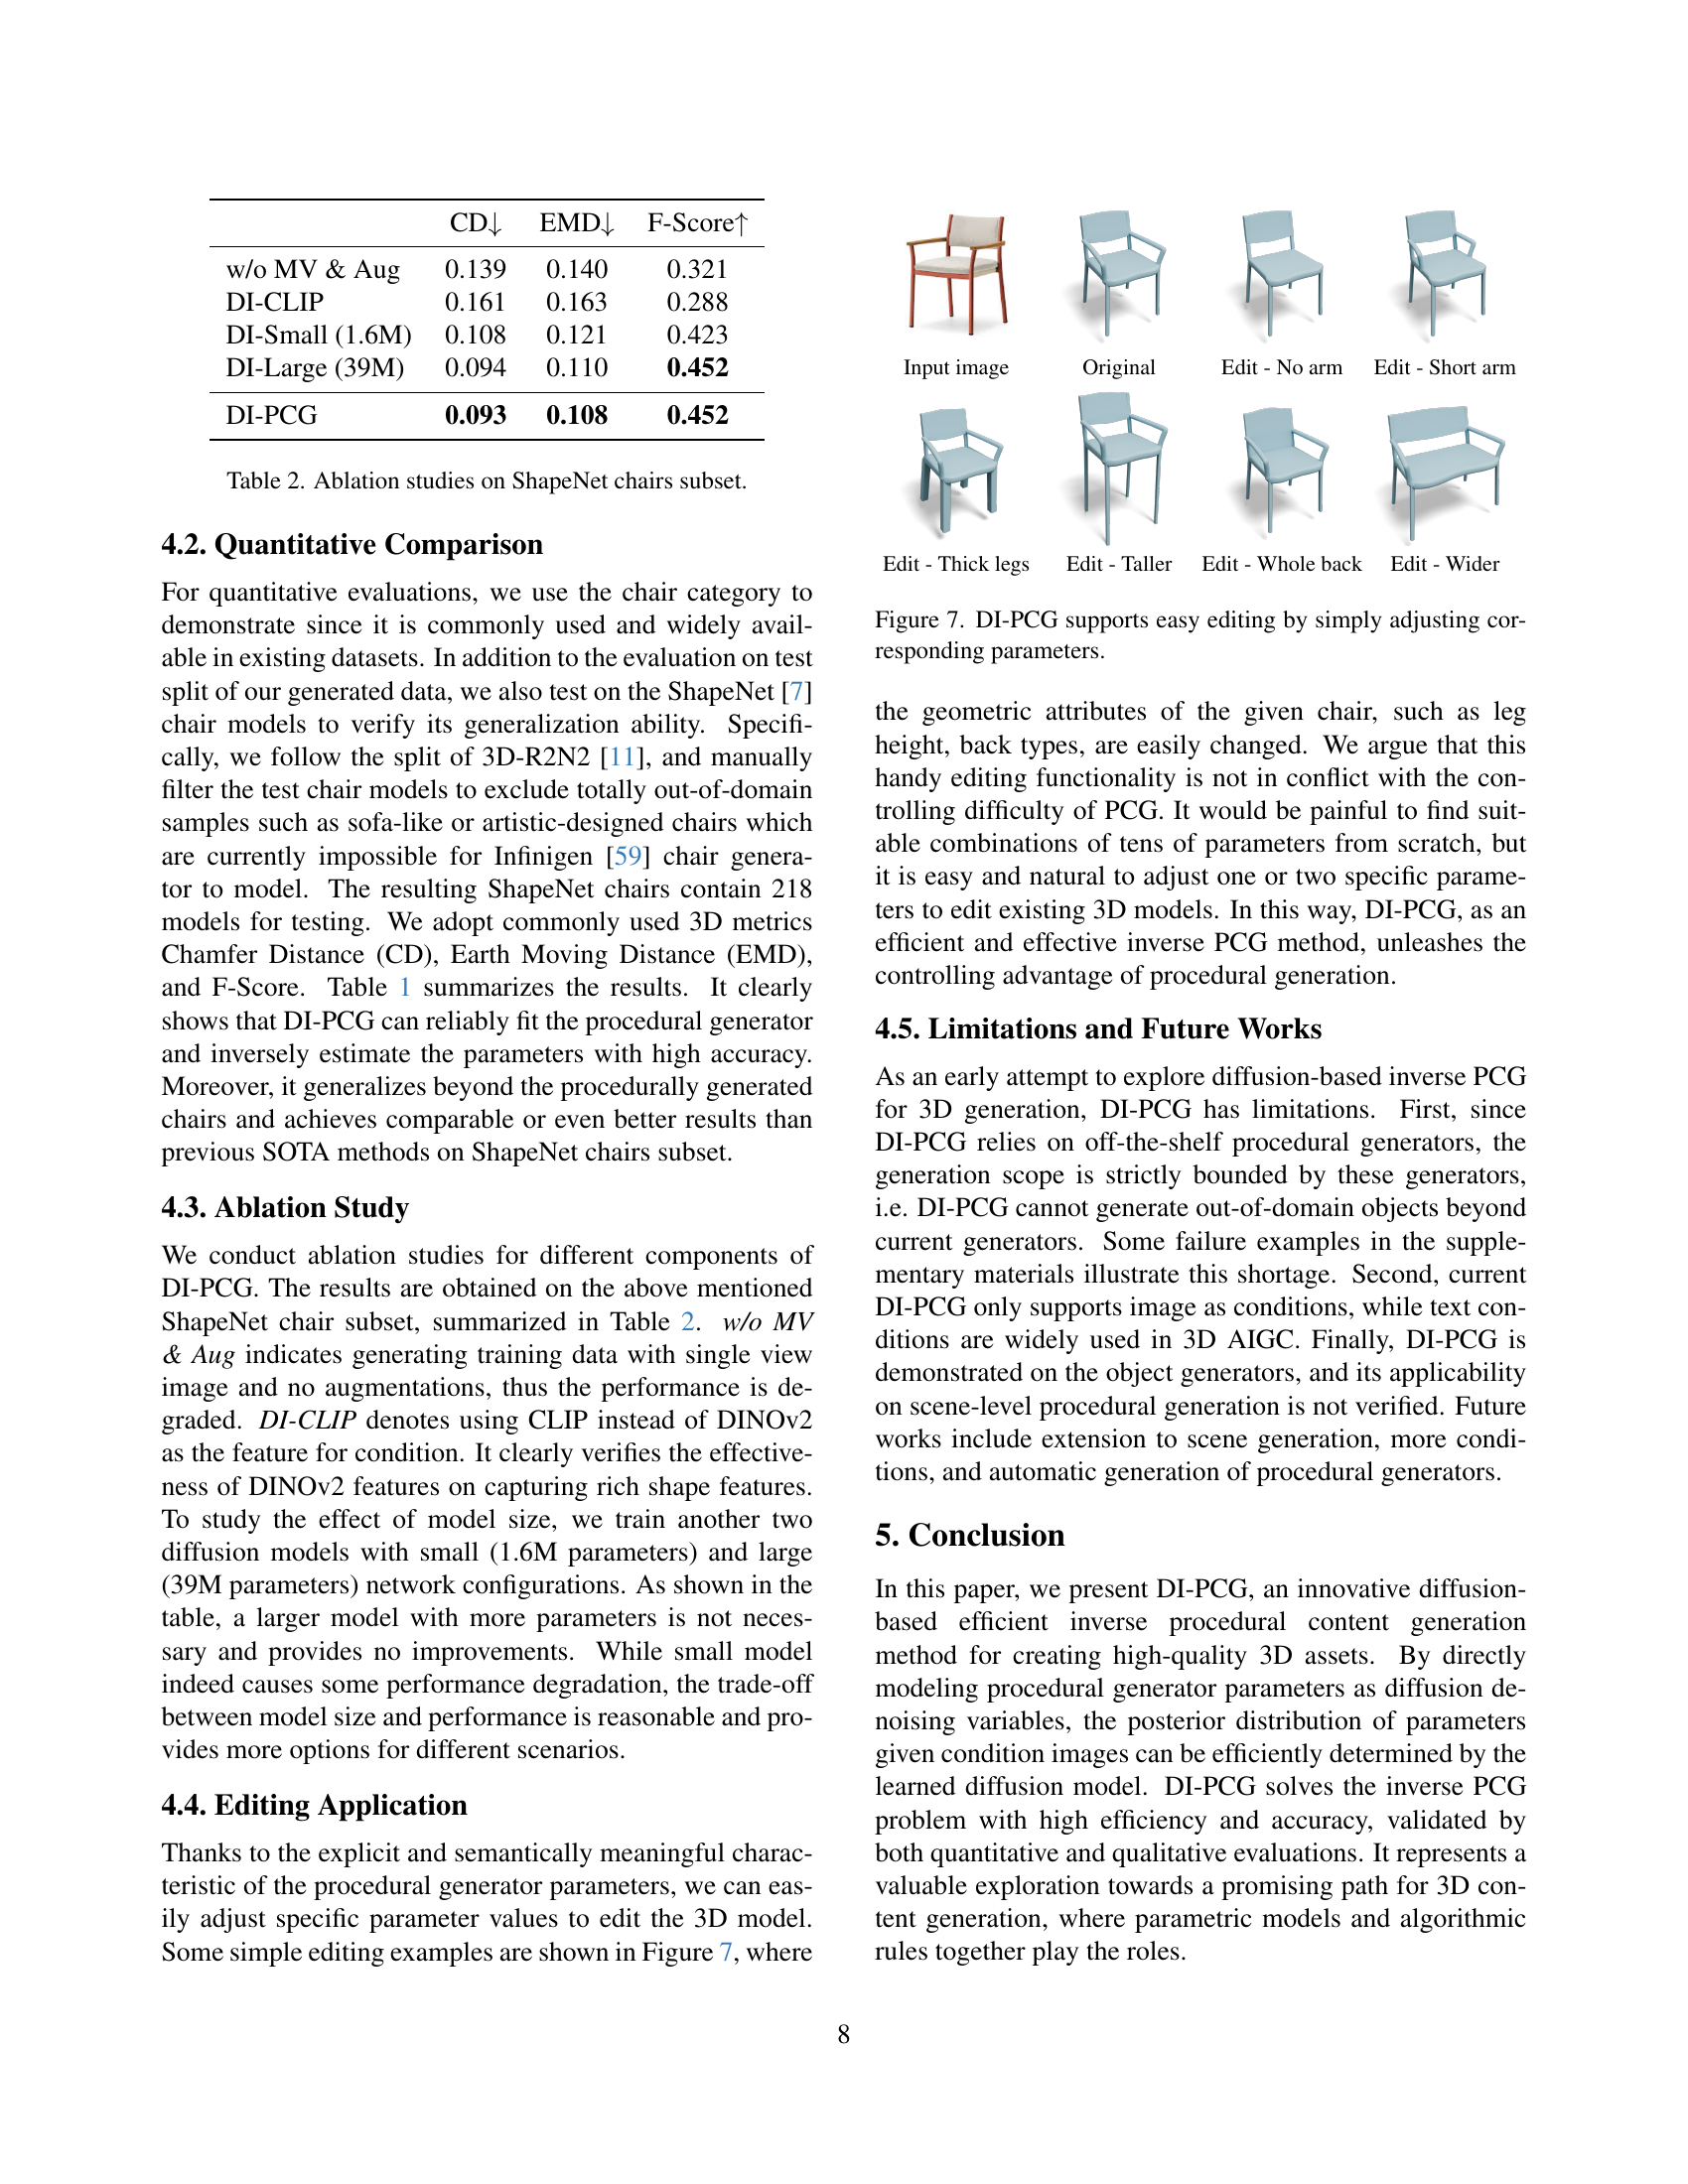 CD↓ EMD↓ F-Score↑
w/o MV & Aug 0.139 0.140 0.321
DI-CLIP 0.161 0.163 0.288
DI-Small (1.6M) 0.108 0.121 0.423
DI-Large (39M) 0.094 0.110 0.452
DI-PCG 0.093 0.108 0.452
Table 2. Ablation studies on ShapeNet chairs subset.
4.2. Quantitative Comparison
For quantitative evaluations, we use the chair category to
demonstrate since it is commonly used and widely avail-
able in existing datasets. In addition to the evaluation on test
split of our generated data, we also test on the ShapeNet [7]
chair models to verify its generalization ability. Specifi-
cally, we follow the split of 3D-R2N2 [11], and manually
filter the test chair models to exclude totally out-of-domain
samples such as sofa-like or artistic-designed chairs which
are currently impossible for Infinigen [59] chair genera-
tor to model. The resulting ShapeNet chairs contain 218
models for testing. We adopt commonly used 3D metrics
Chamfer Distance (CD), Earth Moving Distance (EMD),
and F-Score. Table 1 summarizes the results. It clearly
shows that DI-PCG can reliably fit the procedural generator
and inversely estimate the parameters with high accuracy.
Moreover, it generalizes beyond the procedurally generated
chairs and achieves comparable or even better results than
previous SOTA methods on ShapeNet chairs subset.
4.3. Ablation Study
We conduct ablation studies for different components of
DI-PCG. The results are obtained on the above mentioned
ShapeNet chair subset, summarized in Table 2. w/o MV
& Aug indicates generating training data with single view
image and no augmentations, thus the performance is de-
graded. DI-CLIP denotes using CLIP instead of DINOv2
as the feature for condition. It clearly verifies the effective-
ness of DINOv2 features on capturing rich shape features.
To study the effect of model size, we train another two
diffusion models with small (1.6M parameters) and large
(39M parameters) network configurations. As shown in the
table, a larger model with more parameters is not neces-
sary and provides no improvements. While small model
indeed causes some performance degradation, the trade-off
between model size and performance is reasonable and pro-
vides more options for different scenarios.
4.4. Editing Application
Thanks to the explicit and semantically meaningful charac-
teristic of the procedural generator parameters, we can eas-
ily adjust specific parameter values to edit the 3D model.
Some simple editing examples are shown in Figure 7, where
Input image Original Edit - No arm Edit - Short arm
Edit - Thick legs Edit - Taller Edit - Whole back Edit - Wider
Figure 7. DI-PCG supports easy editing by simply adjusting cor-
responding parameters.
the geometric attributes of the given chair, such as leg
height, back types, are easily changed. We argue that this
handy editing functionality is not in conflict with the con-
trolling difficulty of PCG. It would be painful to find suit-
able combinations of tens of parameters from scratch, but
it is easy and natural to adjust one or two specific parame-
ters to edit existing 3D models. In this way, DI-PCG, as an
efficient and effective inverse PCG method, unleashes the
controlling advantage of procedural generation.
4.5. Limitations and Future Works
As an early attempt to explore diffusion-based inverse PCG
for 3D generation, DI-PCG has limitations. First, since
DI-PCG relies on off-the-shelf procedural generators, the
generation scope is strictly bounded by these generators,
i.e. DI-PCG cannot generate out-of-domain objects beyond
current generators. Some failure examples in the supple-
mentary materials illustrate this shortage. Second, current
DI-PCG only supports image as conditions, while text con-
ditions are widely used in 3D AIGC. Finally, DI-PCG is
demonstrated on the object generators, and its applicability
on scene-level procedural generation is not verified. Future
works include extension to scene generation, more condi-
tions, and automatic generation of procedural generators.
5. Conclusion
In this paper, we present DI-PCG, an innovative diffusion-
based efficient inverse procedural content generation
method for creating high-quality 3D assets. By directly
modeling procedural generator parameters as diffusion de-
noising variables, the posterior distribution of parameters
given condition images can be efficiently determined by the
learned diffusion model. DI-PCG solves the inverse PCG
problem with high efficiency and accuracy, validated by
both quantitative and qualitative evaluations. It represents a
valuable exploration towards a promising path for 3D con-
tent generation, where parametric models and algorithmic
rules together play the roles.
8